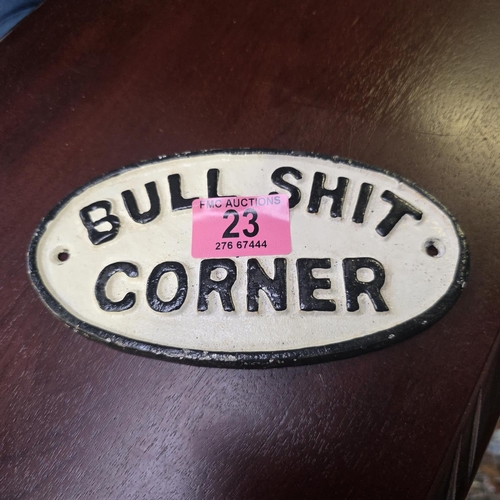 BULL SHIT
PMC AUCTIONS
23
276 67444
CORNER